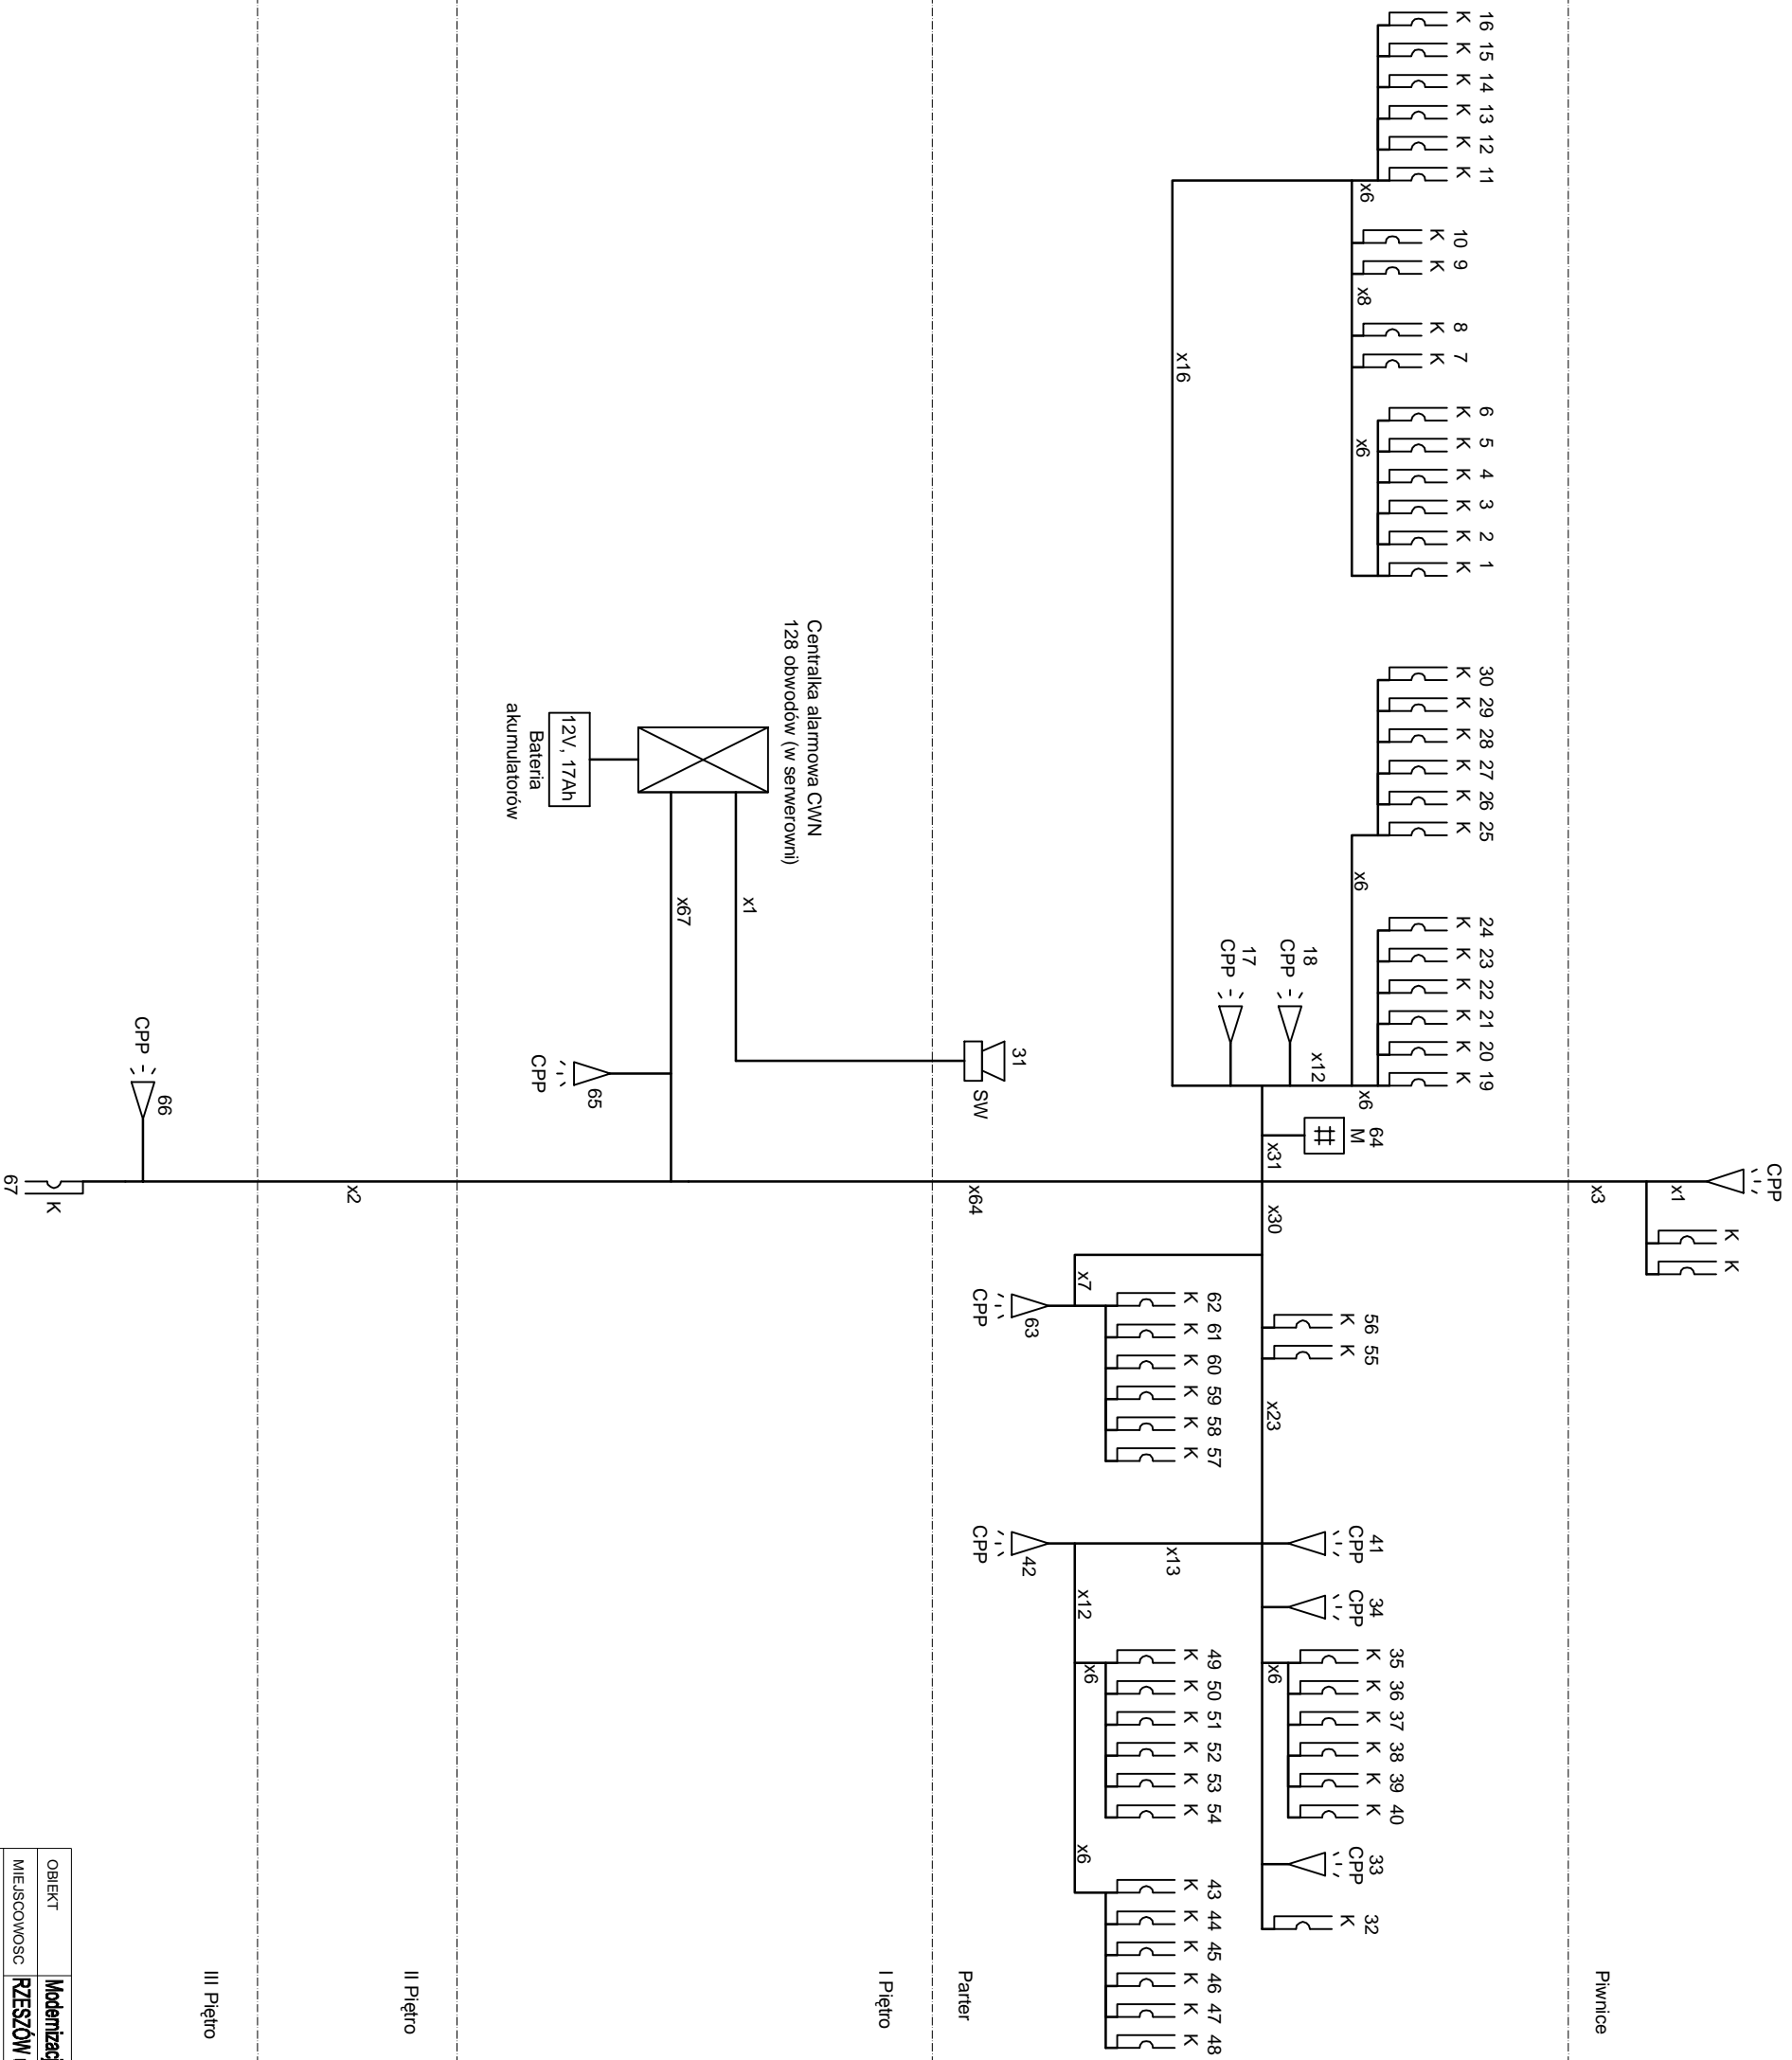 CPP
K K
x1
Piwnice
x3
16 15 14 13 12 11 6 5 4 3 2 1 30 29 28 27 26 25 24 23 22 21 20 19
K K K K K K K K K K K K K K K K K K K K K K K K
10 9 8 7
K K K K
35 36 37 38 39 40
K K K K K K
64 56 55 41 34 33 32
M K K CPP CPP CPP K
x6 x8 x6 x6 x6
x12
18
CPP
x31 x30 x23 x6
17
CPP
62 61 60 59 58 57 49 50 51 52 53 54 43 44 45 46 47 48
K K K K K K K K K K K K K K K K K K
x16
x13
x7 x12 x6 x6
63 42
CPP CPP
31
SW
x64
Parter
I Piętro
Centralka alarmowa CWN
128 obwodów (w serwerowni)
x1
x67
65
CPP
12V, 17Ah
Bateria
akumulatorów
II Piętro
x2
III Piętro
66
CPP
K
67
OBIEKT
MIEJSCOWOSC RZESZÓW